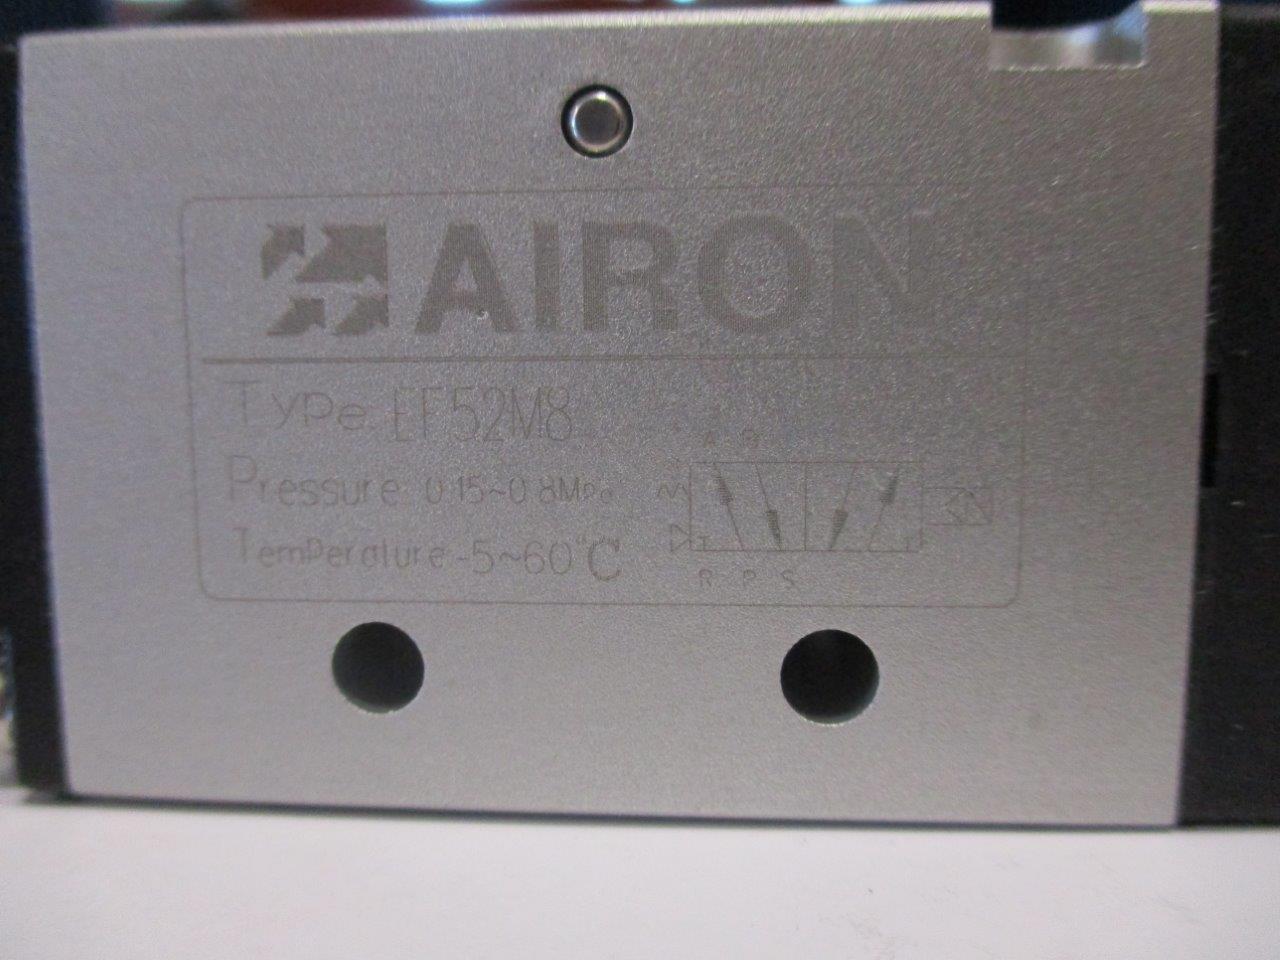 AIRON
Type: EF52M8
A B
Pressure: 0.15~0.8MPa
Temperature: -5~60°C
R P S